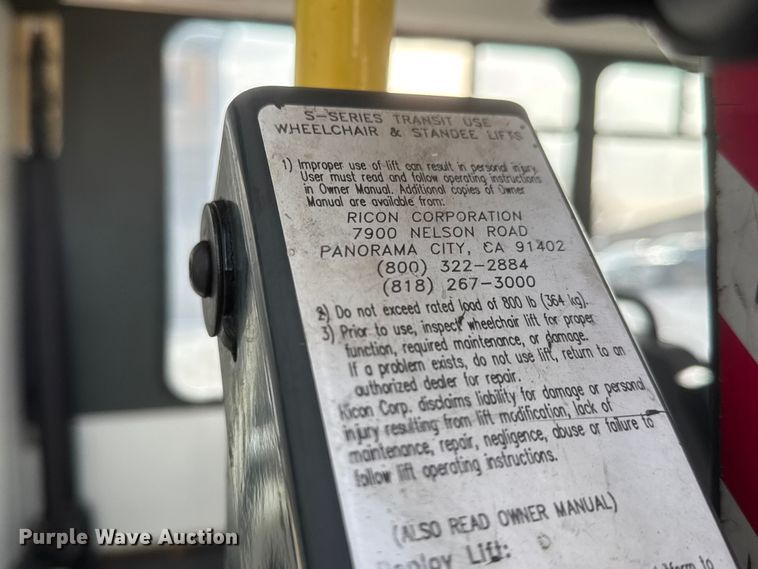 S-SERIES TRANSIT USE
WHEELCHAIR & STANDEE LIFTS
1) Improper use of lift can result in personal injury.
User must read and follow operating instructions
in Owner Manual. Additional copies of Owner
Manual are available from:
RICON CORPORATION
7900 NELSON ROAD
PANORAMA CITY, CA 91402
(800) 322-2884
(818) 267-3000
2) Do not exceed rated load of 800 lb (364 kg).
3) Prior to use, inspect wheelchair lift for proper
function, required maintenance, or damage.
If a problem exists, do not use lift, return to an
authorized dealer for repair.
Ricon Corp. disclaims liability for damage or personal
injury resulting from lift modification, lack of
maintenance, repair, negligence, abuse or failure to
follow lift operating instructions.
(ALSO READ OWNER MANUAL)
Deploy Lift:
to
Purple Wave Auction